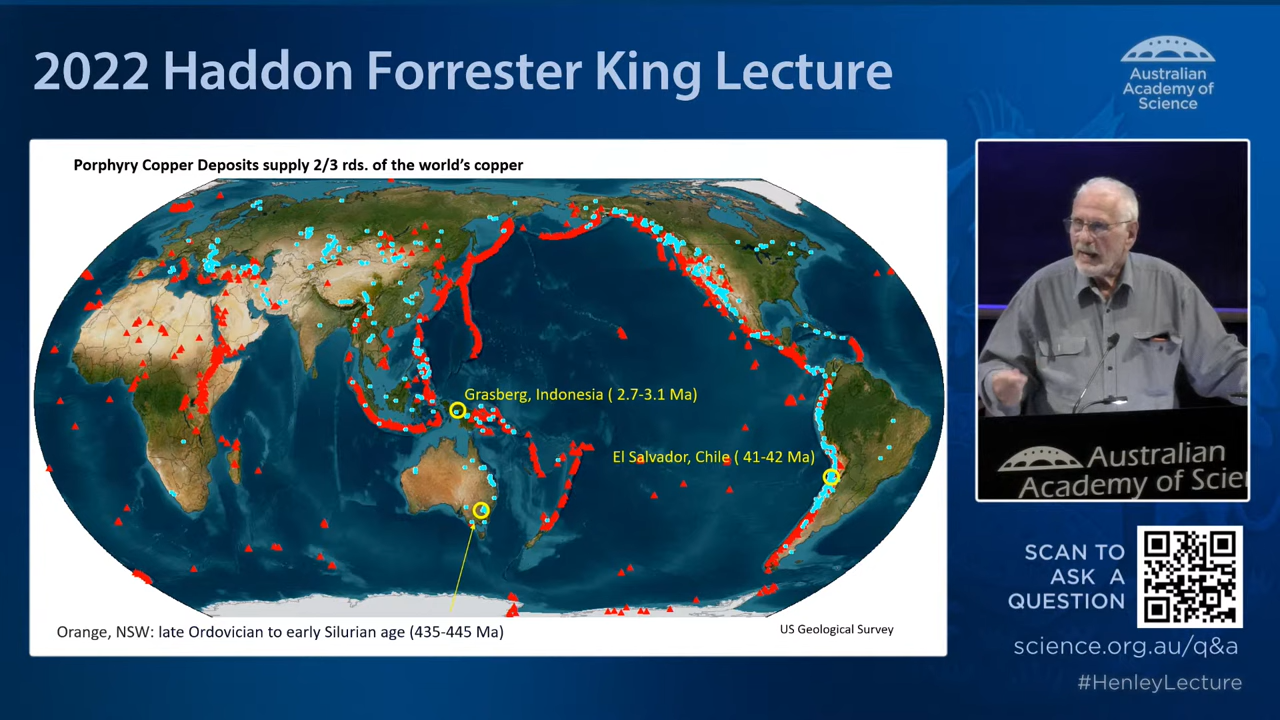 2022 Haddon Forrester King Lecture
Australian
Academy of
Science
Porphyry Copper Deposits supply 2/3 rds. of the world's copper
Grasberg, Indonesia ( 2.7-3.1 Ma)
El Salvador, Chile ( 41-42 Ma)
Orange, NSW: late Ordovician to early Silurian age (435-445 Ma)
US Geological Survey
Australian
Academy of Scie
SCAN TO
ASK A
QUESTION
science.org.au/q&a
#HenleyLecture